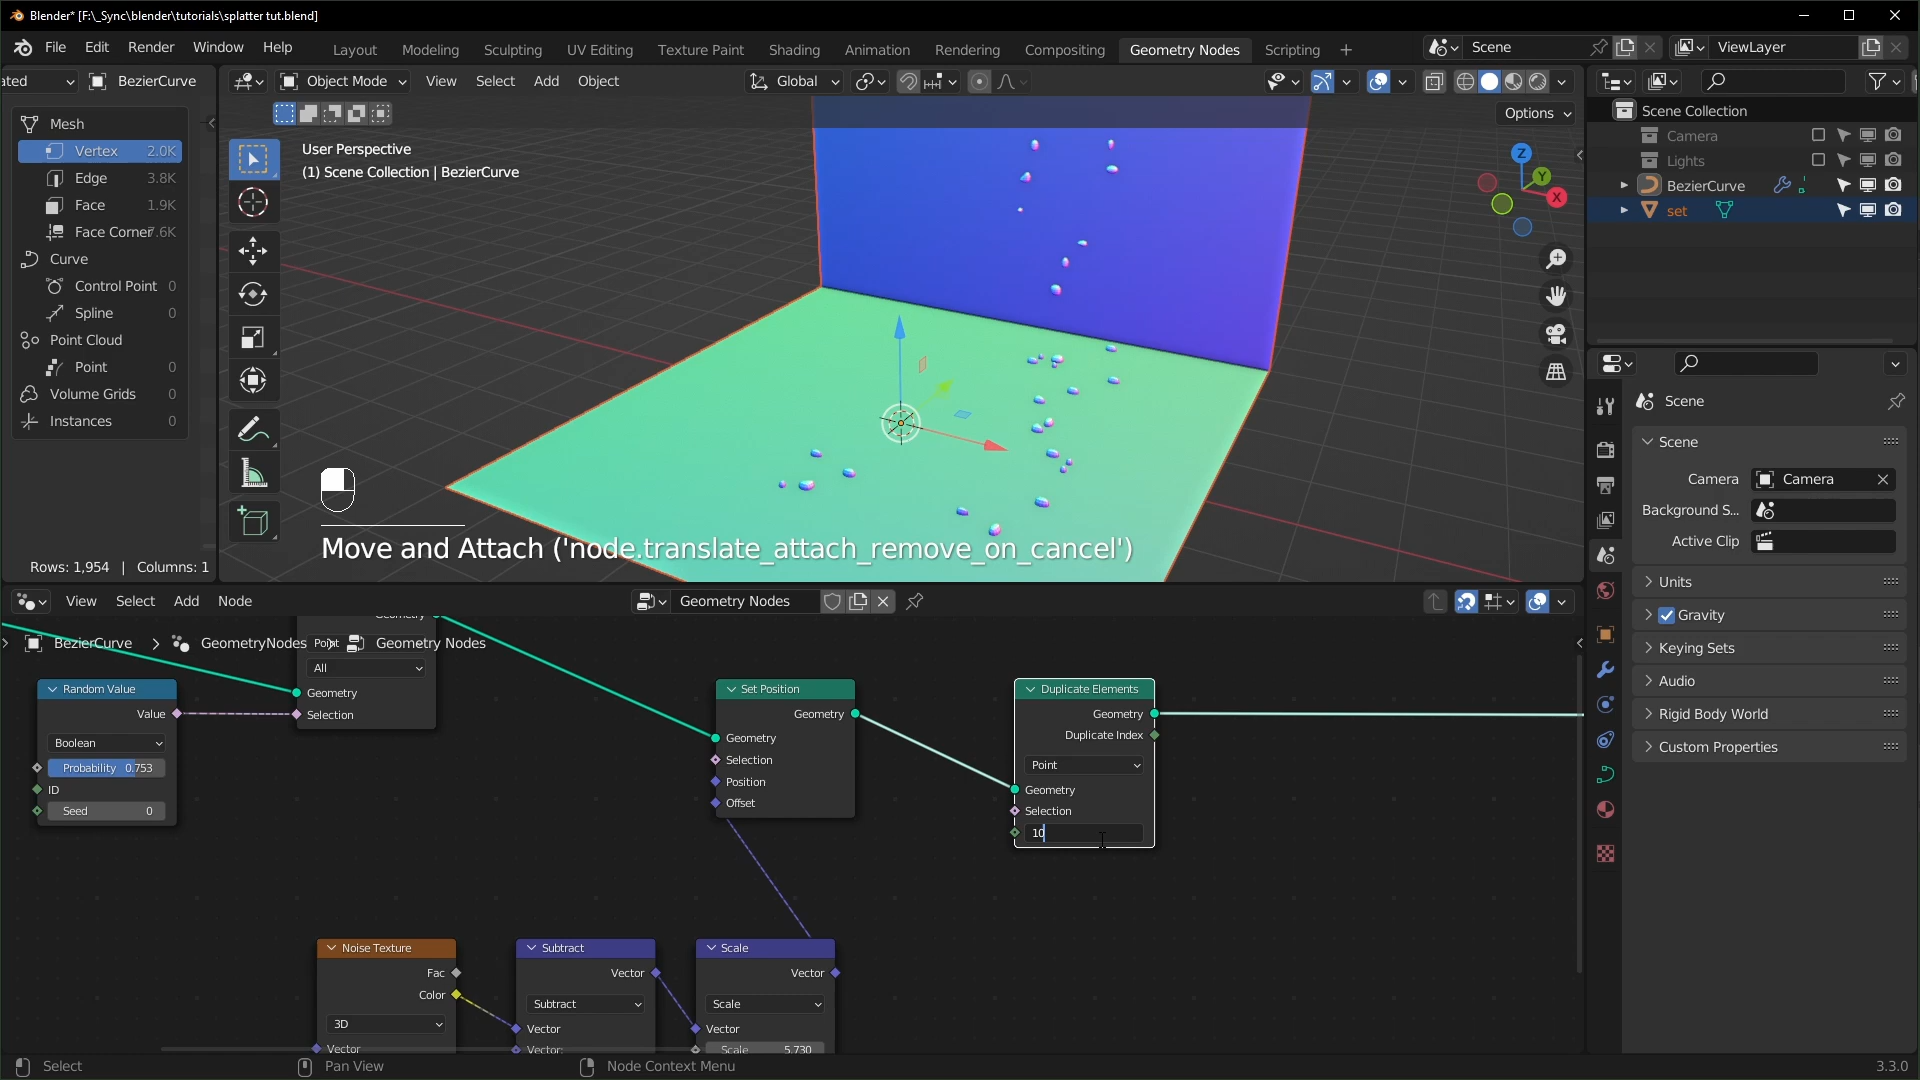 Blender* [F:\_Sync\blender\tutorials\splatter tut.blend]
File Edit Render Window Help Layout Modeling Sculpting UV Editing Texture Paint Shading Animation Rendering Compositing Geometry Nodes Scripting + Scene ViewLayer
ated BezierCurve Object Mode View Select Add Object Global
Options
Scene Collection
Camera
Lights
BezierCurve
set
Mesh
Vertex 2.0K
Edge 3.8K
Face 1.9K
Face Corner 7.6K
Curve
Control Point 0
Spline 0
Point Cloud
Point 0
Volume Grids 0
Instances 0
Rows: 1,954 | Columns: 1
User Perspective
(1) Scene Collection | BezierCurve
Z
Y
X
Move and Attach ('node.translate_attach_remove_on_cancel')
Scene
Scene
Camera Camera
Background S...
Active Clip
Units
Gravity
Keying Sets
Audio
Rigid Body World
Custom Properties
View Select Add Node Geometry Nodes
BezierCurve > GeometryNodes > Geometry Nodes
Point
All
Geometry
Selection
Random Value
Value
Boolean
Probability 0.753
ID
Seed 0
Set Position
Geometry
Geometry
Selection
Position
Offset
Duplicate Elements
Geometry
Duplicate Index
Point
Geometry
Selection
10
Noise Texture
Fac
Color
3D
Vector
Subtract
Vector
Subtract
Vector
Vector:
Scale
Vector
Scale
Vector
Scale 5.730
Select Pan View Node Context Menu 3.3.0